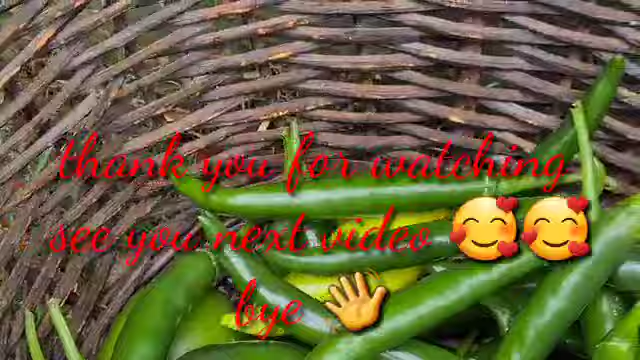 thank you for watching
see you next video 🥰🥰
bye 👋